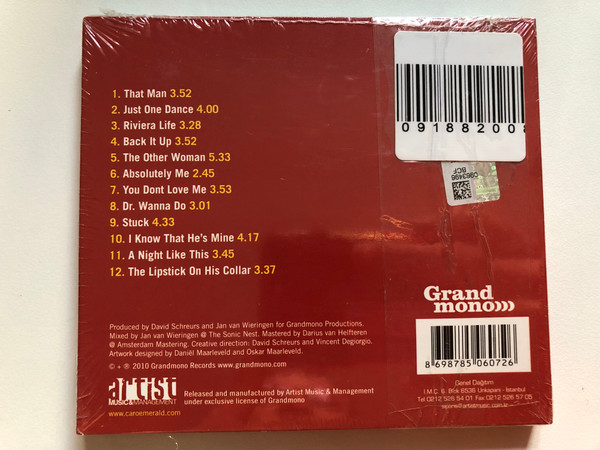 1. That Man 3.52
2. Just One Dance 4.00
3. Riviera Life 3.28
4. Back It Up 3.52
5. The Other Woman 5.33
6. Absolutely Me 2.45
7. You Dont Love Me 3.53
8. Dr. Wanna Do 3.01
9. Stuck 4.33
10. I Know That He's Mine 4.17
11. A Night Like This 3.45
12. The Lipstick On His Collar 3.37
091882008
0963496
BCF
Grand
mono
8 698785 060726
Produced by David Schreurs and Jan van Wieringen for Grandmono Productions.
Mixed by Jan van Wieringen @ The Sonic Nest. Mastered by Darius van Helfteren
@ Amsterdam Mastering. Creative direction: David Schreurs and Vincent Degiorgio.
Artwork designed by Daniël Maarleveld and Oskar Maarleveld.
© + ℗ 2010 Grandmono Records www.grandmono.com
artist
MUSIC&MANAGEMENT
www.caroemerald.com
Released and manufactured by Artist Music & Management
under exclusive license of Grandmono
Genel Dağıtım
I.M.Ç. 6. Blok 6536 Unkapanı - İstanbul
Tel:0212 526 54 01 Fax:0212 526 57 05